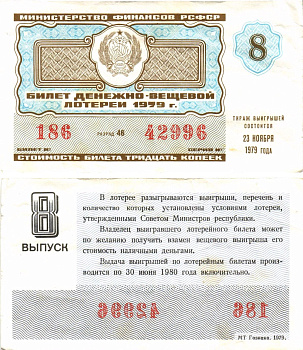 МИНИСТЕРСТВО ФИНАНСОВ РСФСР
8
БИЛЕТ ДЕНЕЖНО-ВЕЩЕВОЙ
ЛОТЕРЕИ 1979 г.
ТИРАЖ ВЫИГРЫШЕЙ
СОСТОИТСЯ
23 НОЯБРЯ
1979 ГОДА
186 РАЗРЯД 46 42996
БИЛЕТ № СЕРИЯ №
СТОИМОСТЬ БИЛЕТА ТРИДЦАТЬ КОПЕЕК
8
ВЫПУСК
В лотерее разыгрываются выигрыши, перечень и
количество которых установлены условиями лотереи,
утвержденными Советом Министров республики.
Владелец выигравшего лотерейного билета может
по желанию получить взамен вещевого выигрыша его
стоимость наличными деньгами.
Выдача выигрышей по лотерейным билетам произво-
дится по 30 июня 1980 года включительно.
42996 186
МТ Гознака. 1979.